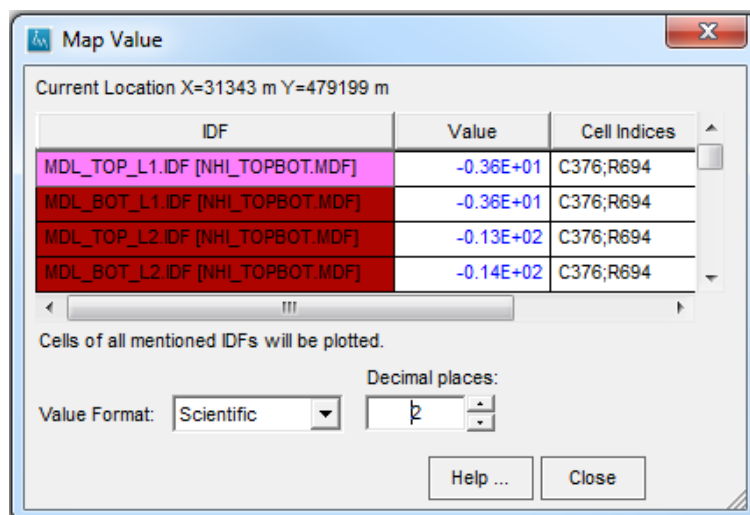 Map Value
Current Location X=31343 m Y=479199 m
IDF Value Cell Indices
MDL_TOP_L1.IDF [NHI_TOPBOT.MDF] -0.36E+01 C376;R694
MDL_BOT_L1.IDF [NHI_TOPBOT.MDF] -0.36E+01 C376;R694
MDL_TOP_L2.IDF [NHI_TOPBOT.MDF] -0.13E+02 C376;R694
MDL_BOT_L2.IDF [NHI_TOPBOT.MDF] -0.14E+02 C376;R694
Cells of all mentioned IDFs will be plotted.
Decimal places:
Value Format: Scientific 2
Help ... Close